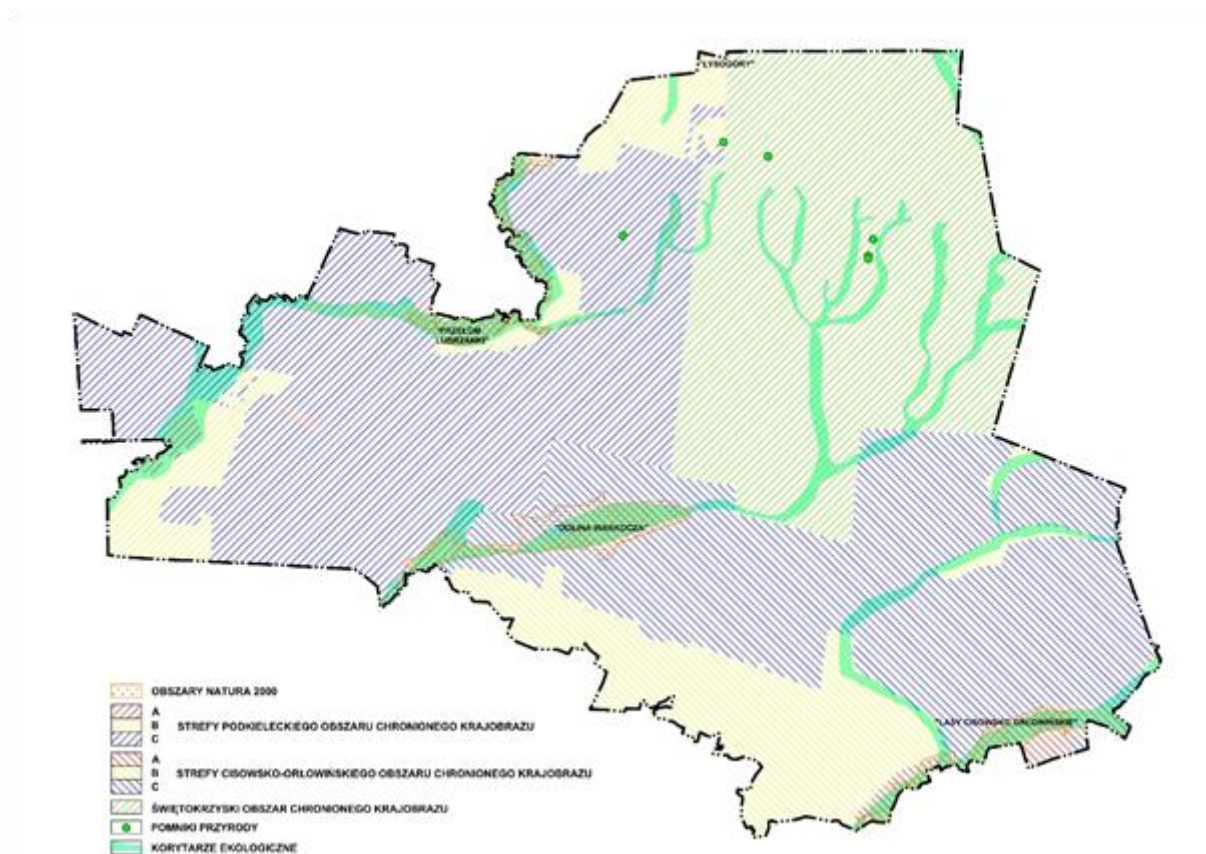 "ŁYSOGÓRY"
"PRZEŁOM
LUBRZANKI"
"DOLINA WARKOCZA"
"LASY CISOWSKO ORŁOWIŃSKIE"
OBSZARY NATURA 2000
A
B STREFY PODKIELECKIEGO OBSZARU CHRONIONEGO KRAJOBRAZU
C
A
B STREFY CISOWSKO-ORŁOWIŃSKIEGO OBSZARU CHRONIONEGO KRAJOBRAZU
C
ŚWIĘTOKRZYSKI OBSZAR CHRONIONEGO KRAJOBRAZU
POMNIKI PRZYRODY
KORYTARZE EKOLOGICZNE